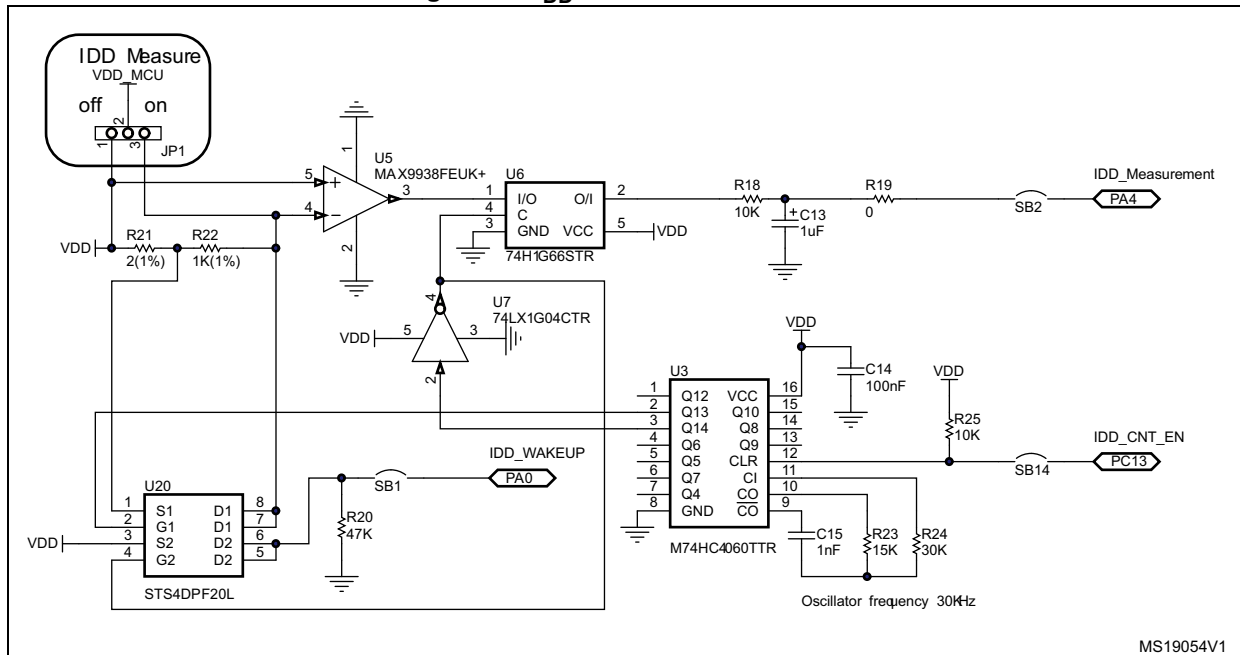 DD
IDD Measure
VDD_MCU
off on
2
1 3
JP1
1
U5
MAX9938FEUK+
5 + 3
4 -
2
U6
1 I/O O/I 2
4 C
3 GND VCC 5 VDD
74H1G66STR
R18
10K
+ C13
1uF
R19
0
SB2
IDD_Measurement
PA4
VDD
R21
2(1%)
R22
1K(1%)
4
U7
74LX1G04CTR
VDD 5 3
2
VDD
C14
100nF
U3
1 Q12 VCC 16
2 Q13 Q10 15
3 Q14 Q8 14
4 Q6 Q9 13
5 Q5 CLR 12
6 Q7 CI 11
7 Q4 CO 10
8 GND CO 9
M74HC4060TTR
VDD
R25
10K
IDD_CNT_EN
SB14
PC13
IDD_WAKEUP
PA0
SB1
R20
47K
U20
1 S1 D1 8
2 G1 D1 7
VDD 3 S2 D2 6
4 G2 D2 5
STS4DPF20L
C15
1nF
R23
15K
R24
30K
Oscillator frequency 30KHz
MS19054V1